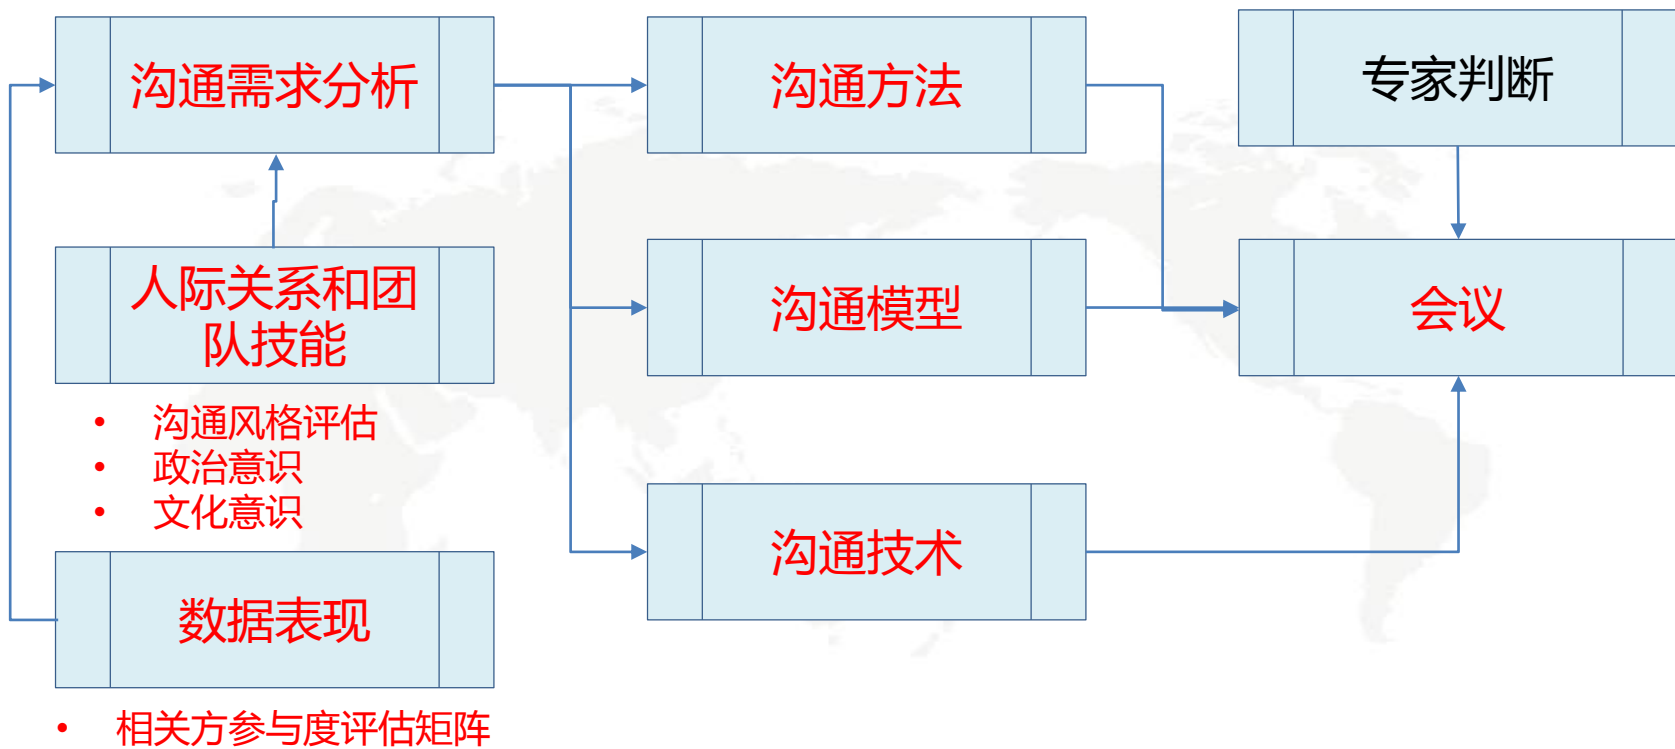 沟通需求分析
沟通方法
专家判断
人际关系和团
队技能
沟通模型
会议
• 沟通风格评估
• 政治意识
• 文化意识
沟通技术
数据表现
• 相关方参与度评估矩阵